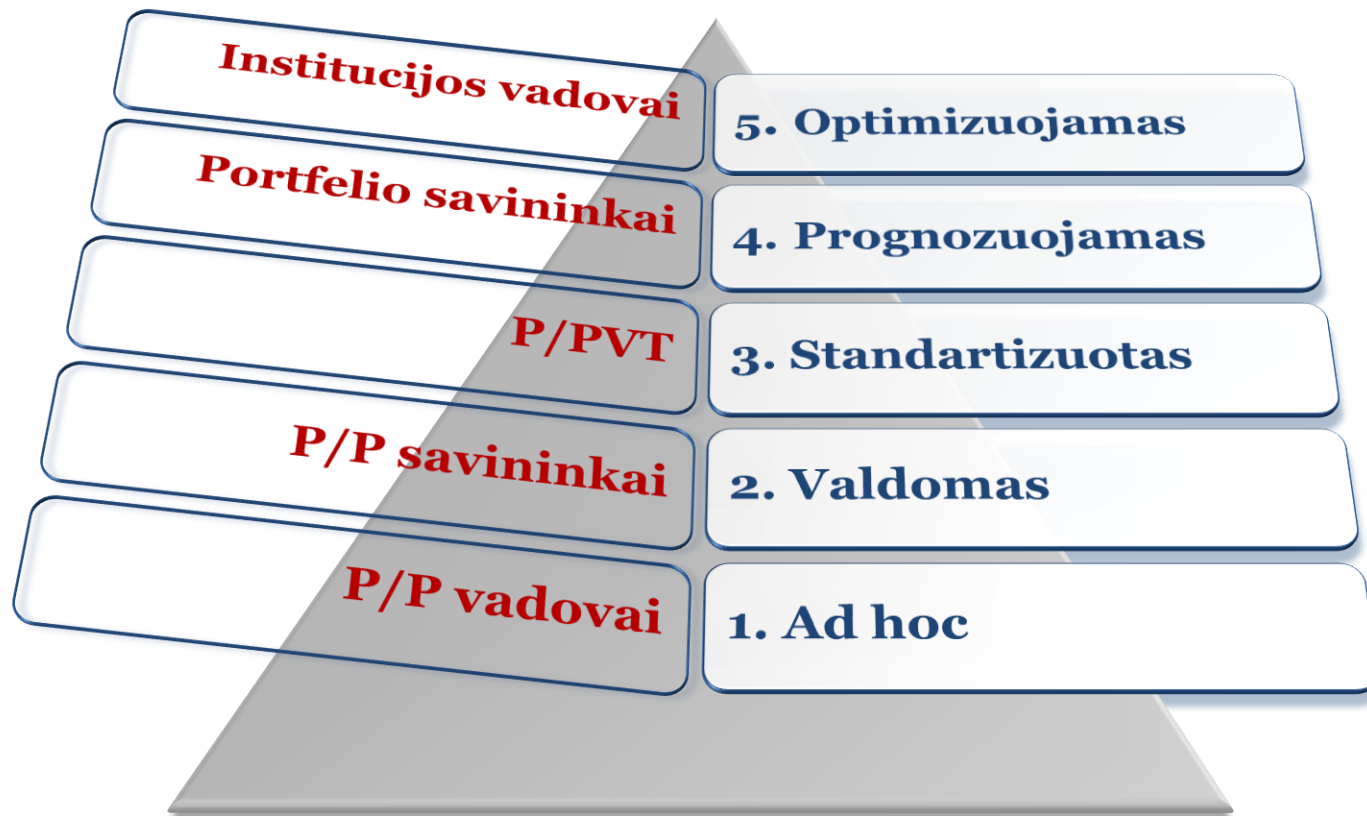 Institucijos vadovai
5. Optimizuojamas
Portfelio savininkai
4. Prognozuojamas
P/PVT
3. Standartizuotas
P/P savininkai
2. Valdomas
P/P vadovai
1. Ad hoc